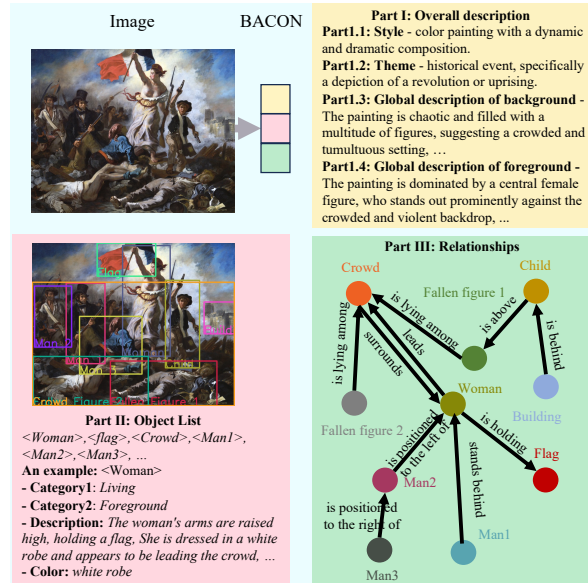 Image
BACON
Part I: Overall description
Part1.1: Style - color painting with a dynamic
and dramatic composition.
Part1.2: Theme - historical event, specifically
a depiction of a revolution or uprising.
Part1.3: Global description of background -
The painting is chaotic and filled with a
multitude of figures, suggesting a crowded and
tumultuous setting, …
Part1.4: Global description of foreground -
The painting is dominated by a central female
figure, who stands out prominently against the
crowded and violent backdrop, ...
Flag
Man 2
Man 3
Child
Crowd
Part II: Object List
<Woman>,<flag>,<Crowd>,<Man1>,
<Man2>,<Man3>, …
An example: <Woman>
- Category1: Living
- Category2: Foreground
- Description: The woman's arms are raised
high, holding a flag, She is dressed in a white
robe and appears to be leading the crowd, …
- Color: white robe
Part III: Relationships
Crowd
Child
Fallen figure 1
is lying among
is above
is lying among
surrounds
leads
is behind
Woman
Building
Fallen figure 2
is positioned
to the left of
is holding
stands behind
Flag
Man2
is positioned
to the right of
Man1
Man3